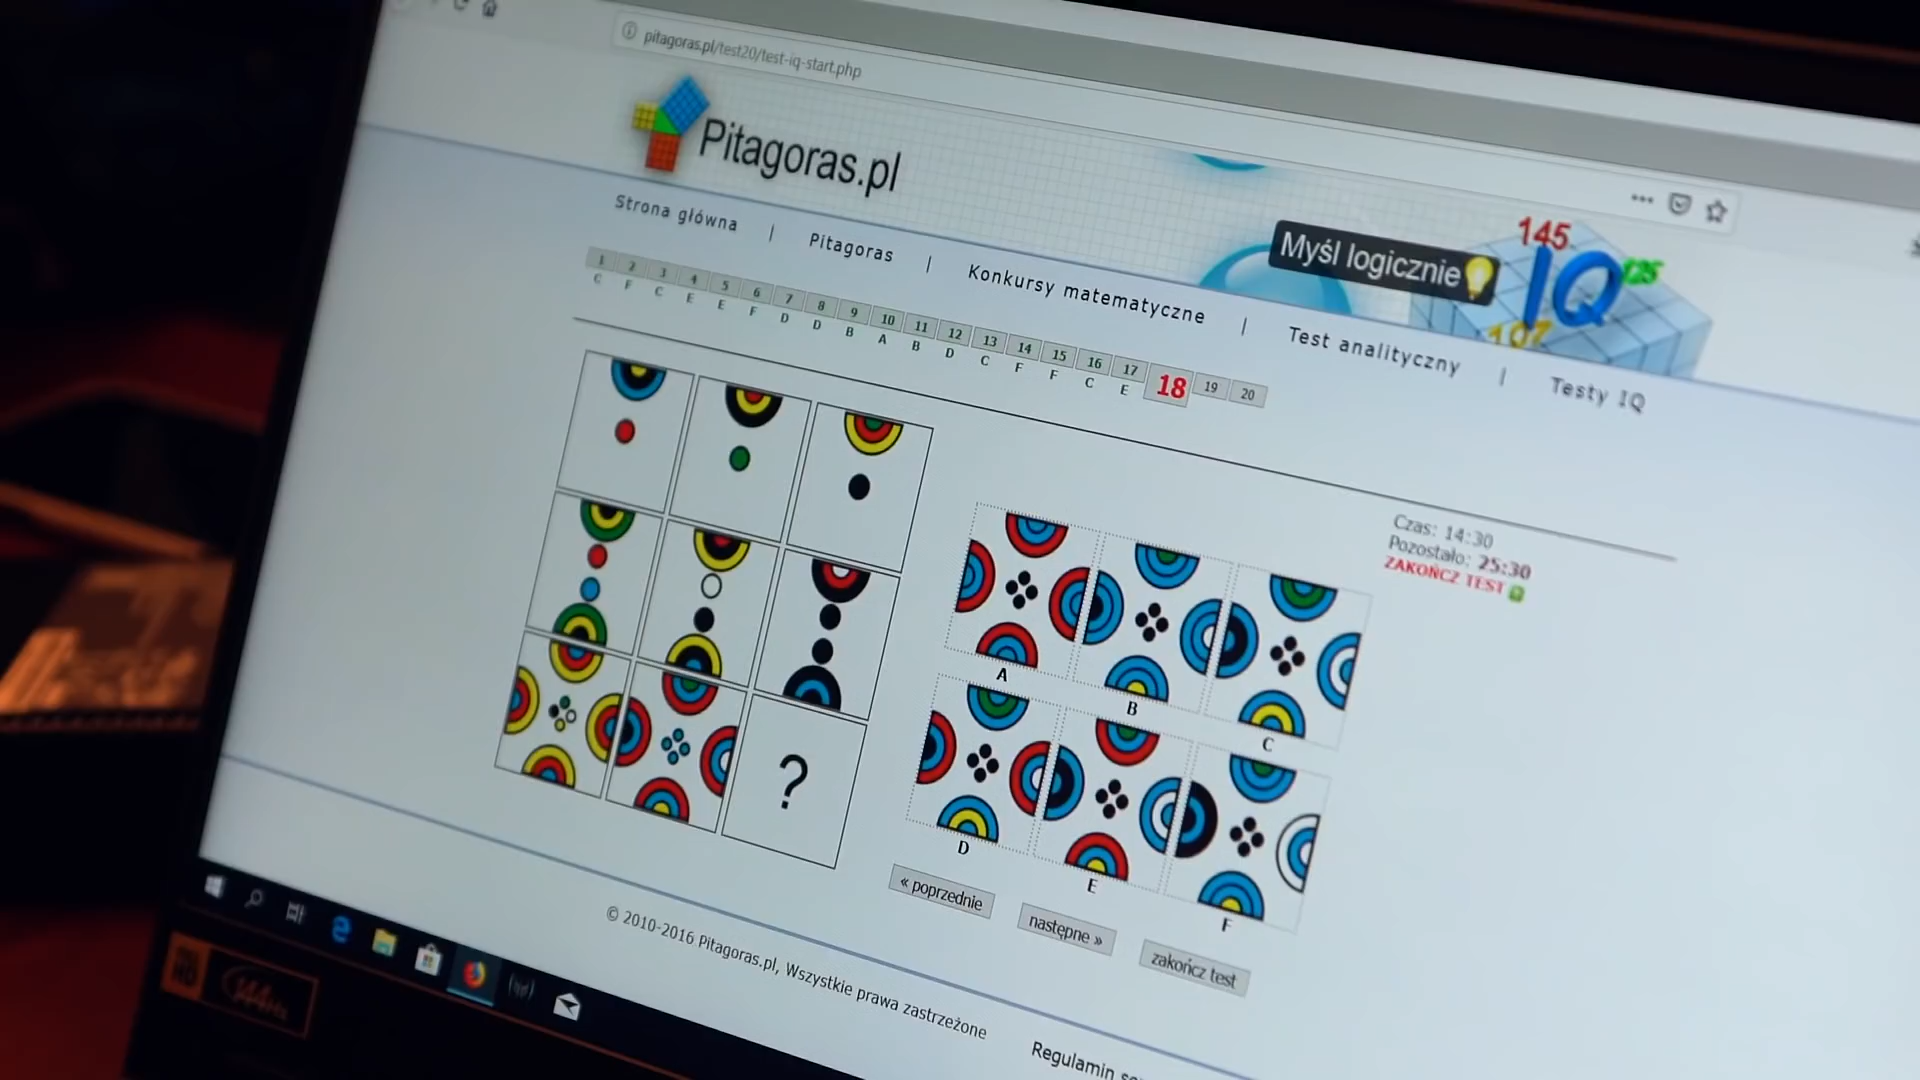 pitagoras.pl/test20/test-iq-start.php
Pitagoras.pl
Myśl logicznie
145
IQ
125
107
Strona główna | Pitagoras | Konkursy matematyczne | Test analityczny | Testy IQ
1 2 3 4 5 6 7 8 9 10 11 12 13 14 15 16 17 18 19 20
C F C E E F D D B A B D C F F C E
Czas: 14:30
Pozostało: 25:30
ZAKOŃCZ TEST
?
A B C
D E F
« poprzednie
następne »
zakończ test
© 2010-2016 Pitagoras.pl, Wszystkie prawa zastrzeżone
Regulamin